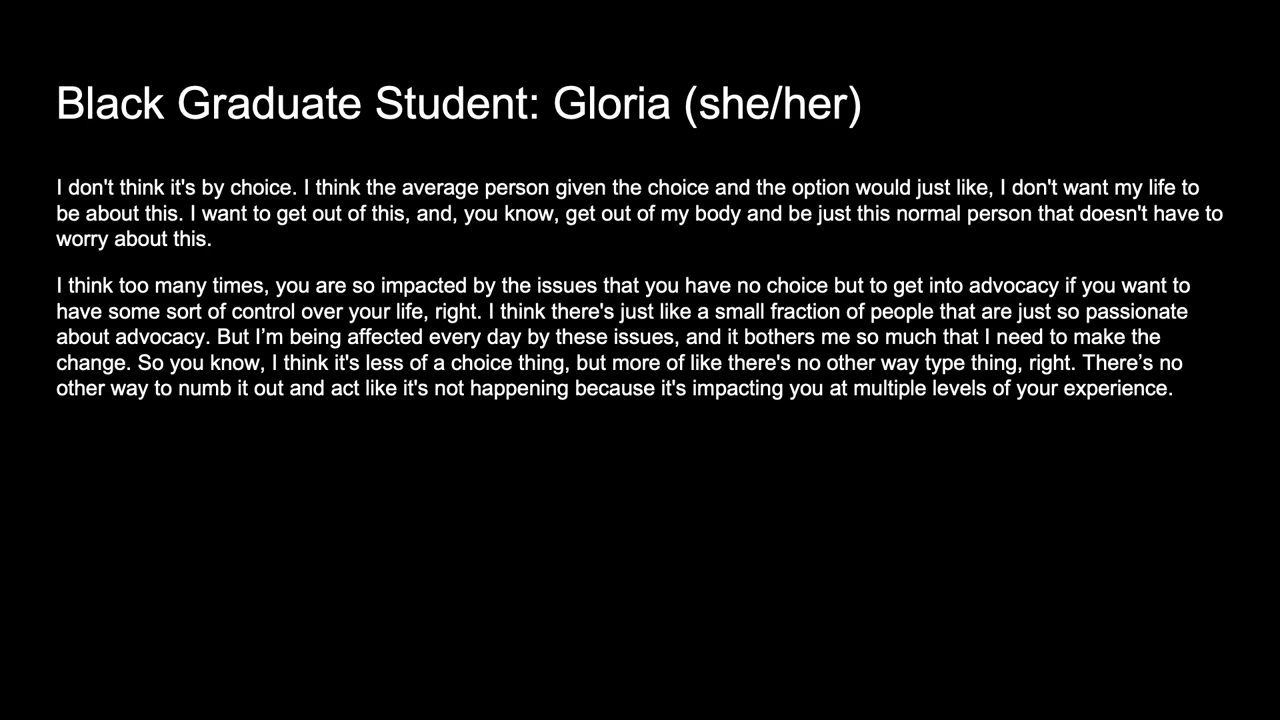 Black Graduate Student: Gloria (she/her)
I don't think it's by choice. I think the average person given the choice and the option would just like, I don't want my life to
be about this. I want to get out of this, and, you know, get out of my body and be just this normal person that doesn't have to
worry about this.
I think too many times, you are so impacted by the issues that you have no choice but to get into advocacy if you want to
have some sort of control over your life, right. I think there's just like a small fraction of people that are just so passionate
about advocacy. But I’m being affected every day by these issues, and it bothers me so much that I need to make the
change. So you know, I think it's less of a choice thing, but more of like there's no other way type thing, right. There’s no
other way to numb it out and act like it's not happening because it's impacting you at multiple levels of your experience.